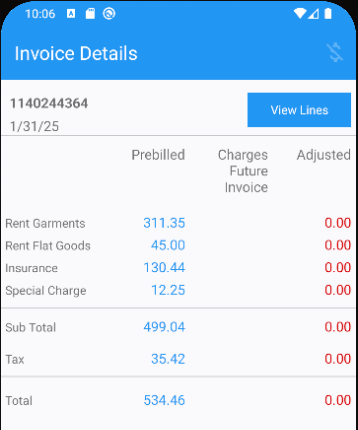 10:06
Invoice Details
1140244364
View Lines
1/31/25
Prebilled Charges Future Invoice Adjusted
Rent Garments 311.35 0.00
Rent Flat Goods 45.00 0.00
Insurance 130.44 0.00
Special Charge 12.25 0.00
Sub Total 499.04 0.00
Tax 35.42 0.00
Total 534.46 0.00